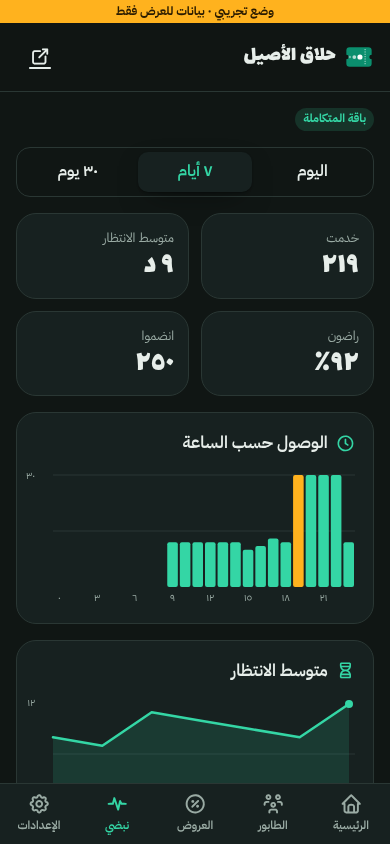 وضع تجريبي · بيانات للعرض فقط
حلاق الأصيل
باقة المتكاملة
اليوم
٧ أيام
٣٠ يوم
خدمت
٢١٩
متوسط الانتظار
٩ د
راضون
٩٢٪
انضموا
٢٥٠
الوصول حسب الساعة
٣٠
٠ ٣ ٦ ٩ ١٢ ١٥ ١٨ ٢١
متوسط الانتظار
١٢
الرئيسية
الطابور
العروض
نبضي
الإعدادات